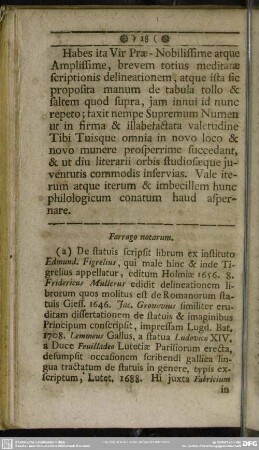 ) 18 (
Habes ita Vir Præ-Nobilissime atque
Amplissime, brevem totius meditatæ
scriptionis delineationem, atque ista sic
proposita manum de tabula tollo &
saltem quod supra, jam innui id nunc
repeto; faxit nempe Supremum Numen
ut in firma & illabefactata valetudine
Tibi Tuisque omnia in novo loco &
novo munere prosperrime succedant,
& ut diu literarii orbis studiosæque ju-
ventutis commodis inservias. Vale ite-
rum atque iterum & imbecillem hunc
philologicum conatum haud asper-
nare.
Farrago notarum.
(a) De statuis scripsit librum ex instituto
Edmund. Figrelius, qui male hinc & inde Ti-
grelius appellatur, editum Holmiæ 1656. 8.
Fridericus Mullerus edidit delineationem li-
brorum quos molitus est de Romanorum sta-
tuis Giess. 1646. Jac. Gronovius similiter eru-
ditam dissertationem de statuis & imaginibus
Principum conscripsit, impressam Lugd. Bat.
1708. Lemmeus Gallus, a statua Ludovico XIV.
a Duce Feuilladeo Lutetiæ Parisiorum erecta,
desumpsit occasionem scribendi gallica lin-
gua tractatum de statuis in genere, typis ex-
scriptum, Lutet. 1688. Hi juxta Fabricium
in